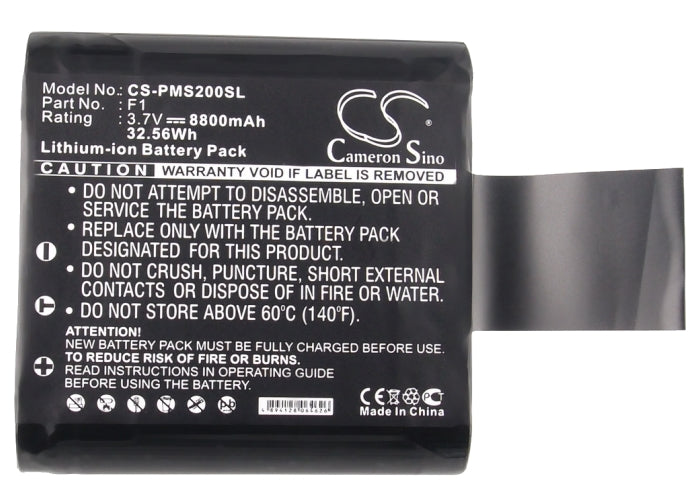 Model No.: CS-PMS200SL
Part No. : F1
Rating : 3.7V 8800mAh
32.56Wh
Lithium-ion Battery Pack
CS
Cameron Sino
CAUTION WARRANTY VOID IF LABEL IS REMOVED
• DO NOT ATTEMPT TO DISASSEMBLE, OPEN OR
SERVICE THE BATTERY PACK.
• REPLACE ONLY WITH THE BATTERY PACK
DESIGNATED FOR THIS PRODUCT.
• DO NOT CRUSH, PUNCTURE, SHORT EXTERNAL
CONTACTS OR DISPOSE OF IN FIRE OR WATER.
• DO NOT STORE ABOVE 60°C (140°F).
T
ATTENTION!
NEW BATTERY PACK MUST BE FULLY CHARGED BEFORE USE.
TO REDUCE RISK OF FIRE OR BURNS.
READ INSTRUCTIONS IN OPERATING GUIDE
BEFORE USING THE BATTERY.
4 894128 064626
CE
Made In China